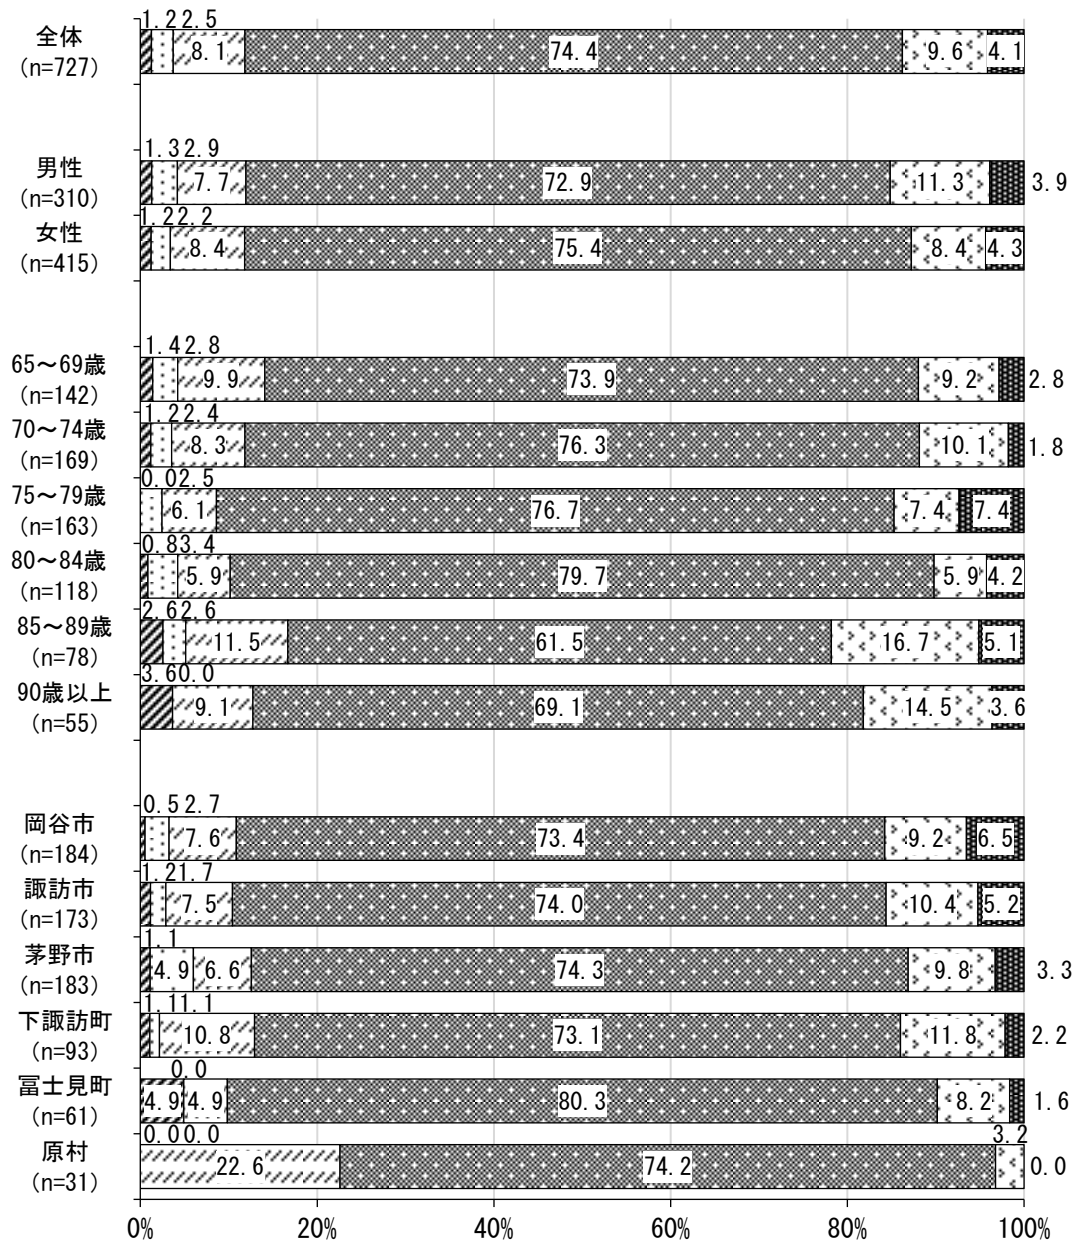 1.2 2.5
全体 8.1 74.4 9.6 4.1
(n=727)
1.3 2.9
男性 7.7 72.9 11.3 3.9
(n=310)
1.2 2.2
女性 8.4 75.4 8.4 4.3
(n=415)
1.4 2.8
65～69歳 9.9 73.9 9.2 2.8
(n=142)
1.2 2.4
70～74歳 8.3 76.3 10.1 1.8
(n=169)
0.0 2.5
75～79歳 6.1 76.7 7.4 7.4
(n=163)
0.8 3.4
80～84歳 5.9 79.7 5.9 4.2
(n=118)
2.6 2.6
85～89歳 11.5 61.5 16.7 5.1
(n=78)
3.6 0.0
90歳以上 9.1 69.1 14.5 3.6
(n=55)
0.5 2.7
岡谷市 7.6 73.4 9.2 6.5
(n=184)
1.2 1.7
諏訪市 7.5 74.0 10.4 5.2
(n=173)
1.1
茅野市 4.9 6.6 74.3 9.8 3.3
(n=183)
1.1 1.1
下諏訪町 10.8 73.1 11.8 2.2
(n=93)
0.0
冨士見町 4.9 4.9 80.3 8.2 1.6
(n=61)
0.0 0.0 3.2
原村 22.6 74.2 0.0
(n=31)
0% 20% 40% 60% 80% 100%